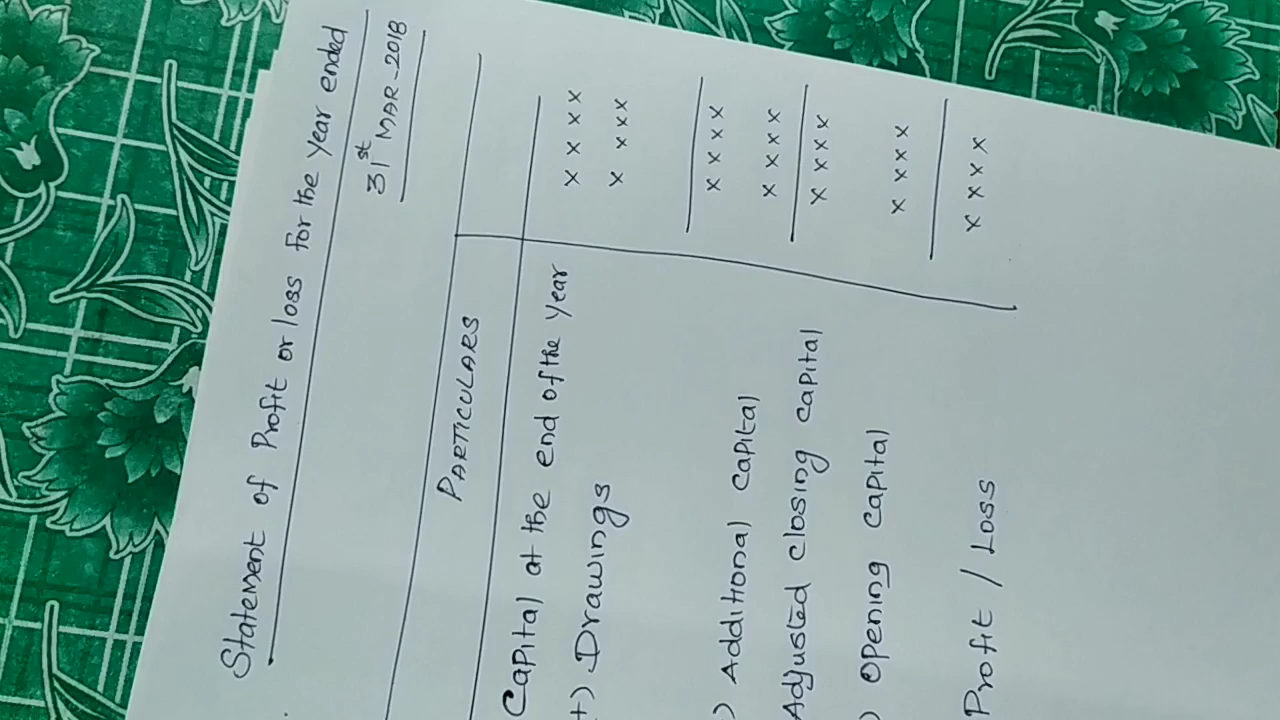 Statement of Profit or loss for the year ended
31st MAR-2018
PARTICULARS
Capital at the end of the year x x x x
+) Drawings x x x x
x x x x
) Additional capital x x x x
Adjusted closing capital x x x x
) Opening capital x x x x
Profit / Loss x x x x